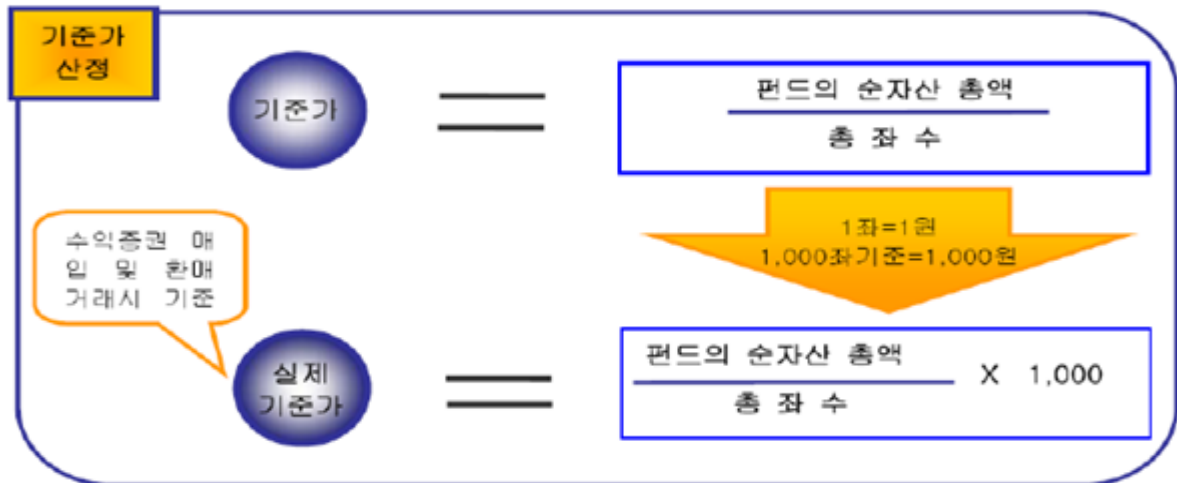 기준가
산정
기준가
펀드의 순자산 총액
총 좌 수
1좌=1원
1,000좌기준=1,000원
수익증권 매
입 및 환매
거래시 기준
실제
기준가
펀드의 순자산 총액
총 좌 수
X 1,000